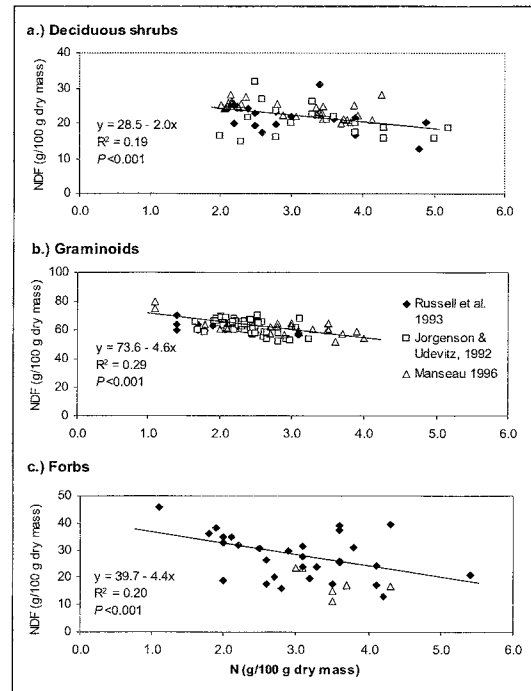 a.) Deciduous shrubs
40
30
20
10
0
NDF (g/100 g dry mass)
y = 28.5 - 2.0x
R² = 0.19
P<0.001
0.0 1.0 2.0 3.0 4.0 5.0 6.0
b.) Graminoids
100
80
60
40
20
0
NDF (g/100 g dry mass)
y = 73.6 - 4.6x
R² = 0.29
P<0.001
Russell et al. 1993
Jorgenson & Udevitz, 1992
Manseau 1996
0.0 1.0 2.0 3.0 4.0 5.0 6.0
c.) Forbs
50
40
30
20
10
0
NDF (g/100 g dry mass)
y = 39.7 - 4.4x
R² = 0.20
P<0.001
0.0 1.0 2.0 3.0 4.0 5.0 6.0
N (g/100 g dry mass)